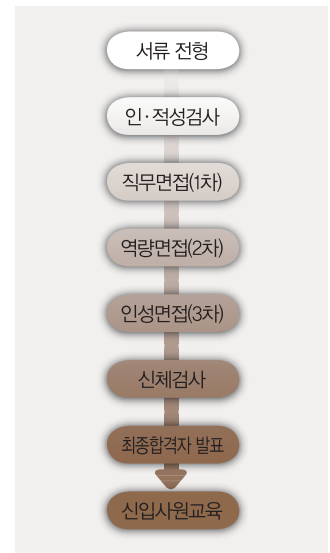 서류 전형
인·적성검사
직무면접(1차)
역량면접(2차)
인성면접(3차)
신체검사
최종합격자 발표
신입사원교육